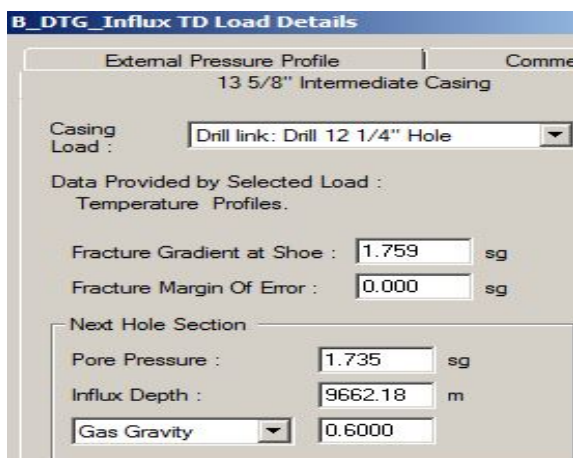 B_DTG_Influx TD Load Details
External Pressure Profile Comme
13 5/8" Intermediate Casing
Casing Load : Drill link: Drill 12 1/4" Hole
Data Provided by Selected Load :
Temperature Profiles.
Fracture Gradient at Shoe : 1.759 sg
Fracture Margin Of Error : 0.000 sg
Next Hole Section
Pore Pressure : 1.735 sg
Influx Depth : 9662.18 m
Gas Gravity 0.6000